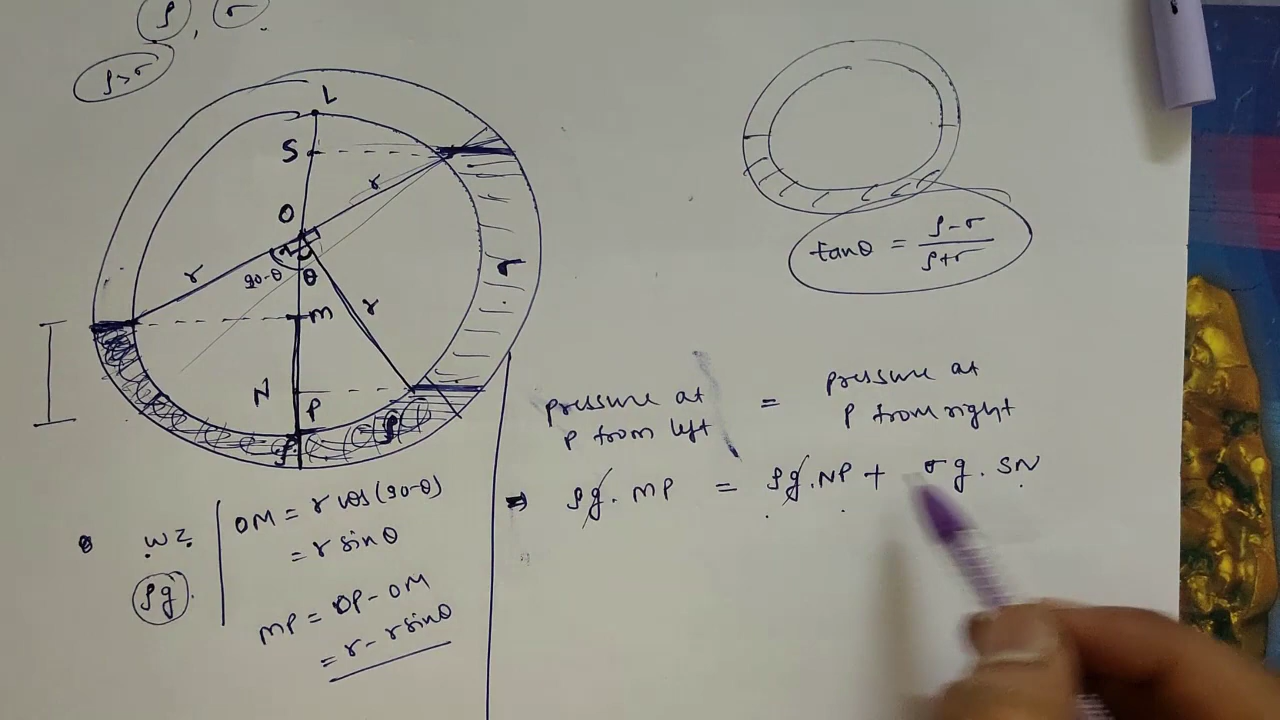 ρ, σ.
ρ>σ
L
S
r
O
r
90-θ
θ
r
σ
M
N
P
ρ
ρ
tanθ = ρ-σ / ρ+σ
pressure at P from left = pressure at P from right
⇒ ρg. MP = ρg.NP + σg. SN
wz
ρg.
OM = r cos(90-θ)
= r sinθ
MP = OP - OM
= r - r sinθ